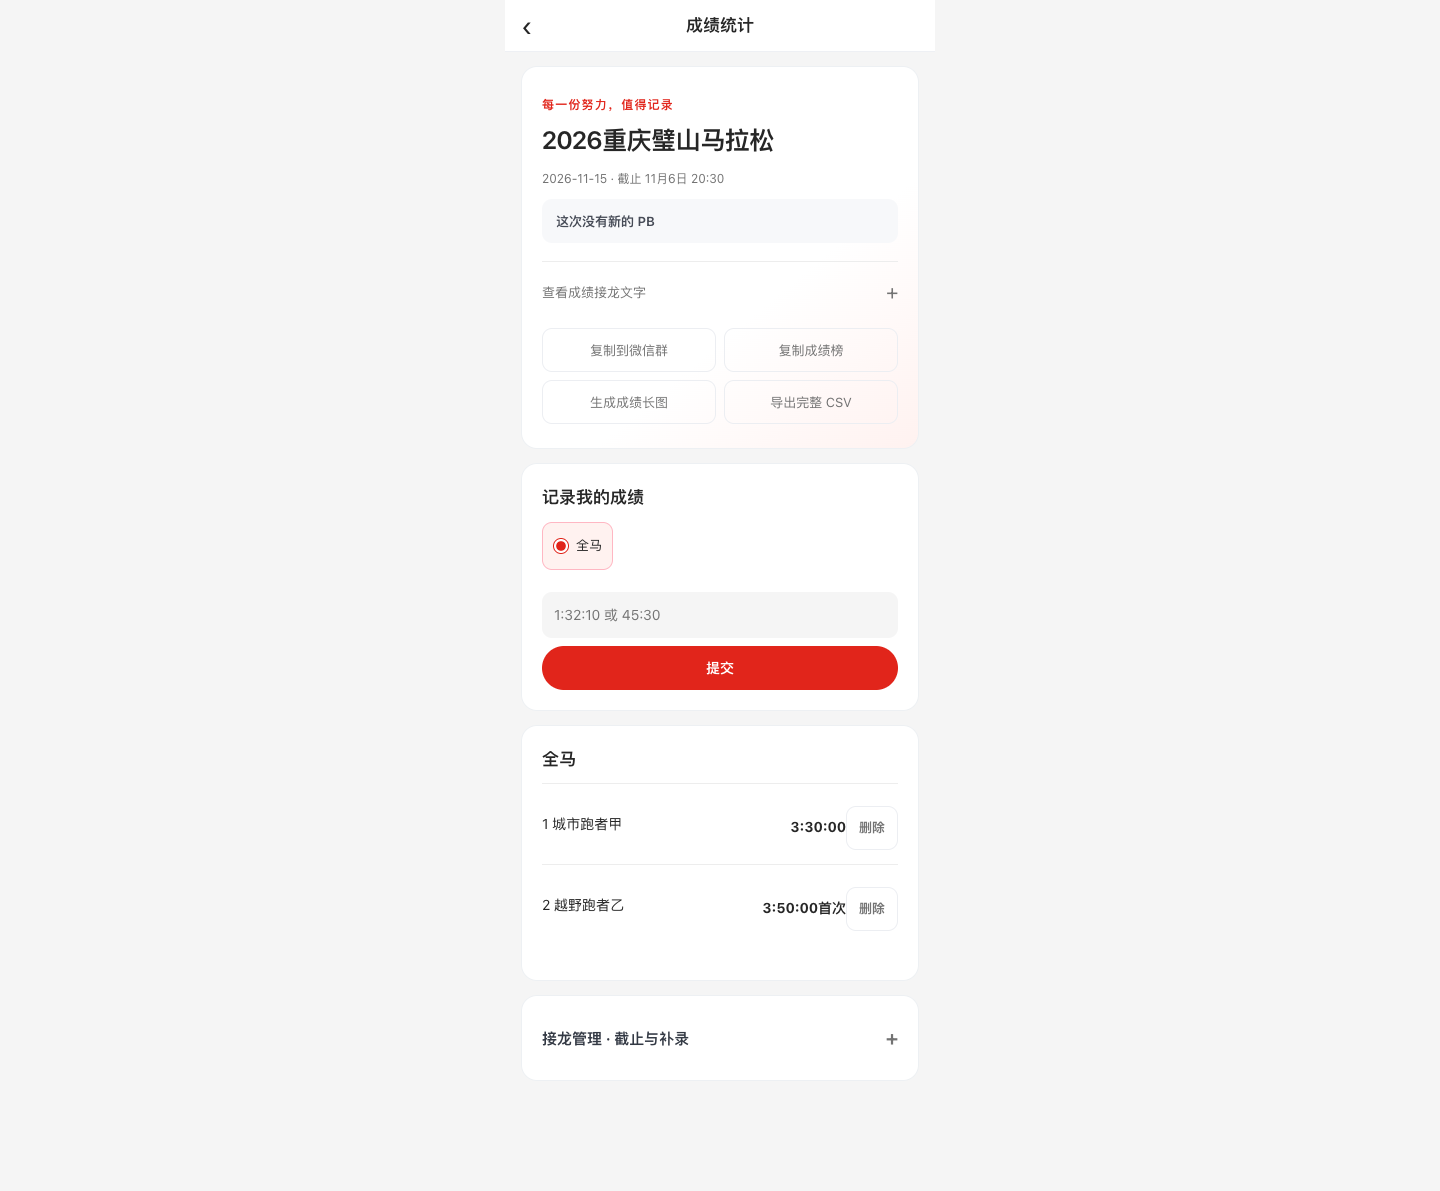 ‹ 成绩统计
每一份努力，值得记录
2026重庆璧山马拉松
2026-11-15 · 截止 11月6日 20:30
这次没有新的 PB
查看成绩接龙文字 +
复制到微信群 复制成绩榜
生成成绩长图 导出完整 CSV
记录我的成绩
全马
1:32:10 或 45:30
提交
全马
1 城市跑者甲 3:30:00 删除
2 越野跑者乙 3:50:00首次 删除
接龙管理 · 截止与补录 +